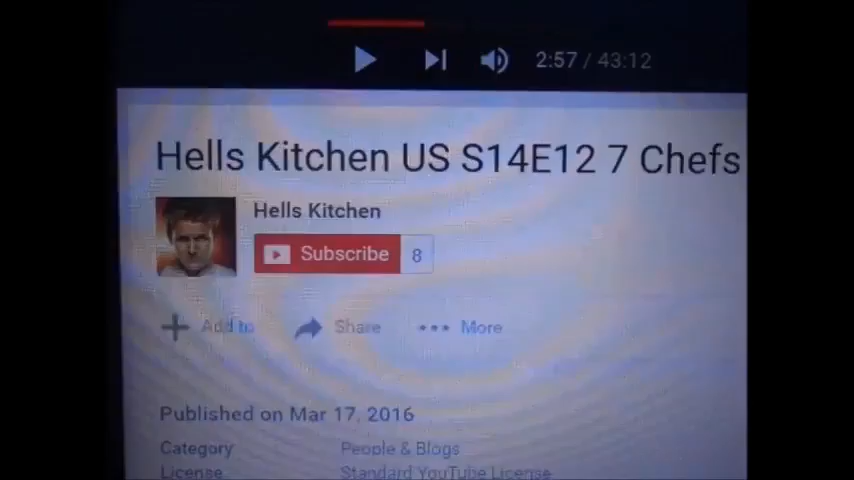 2:57 / 43:12
Hells Kitchen US S14E12 7 Chefs
Hells Kitchen
Subscribe 8
Add to Share More
Published on Mar 17, 2016
Category People & Blogs
License Standard YouTube License